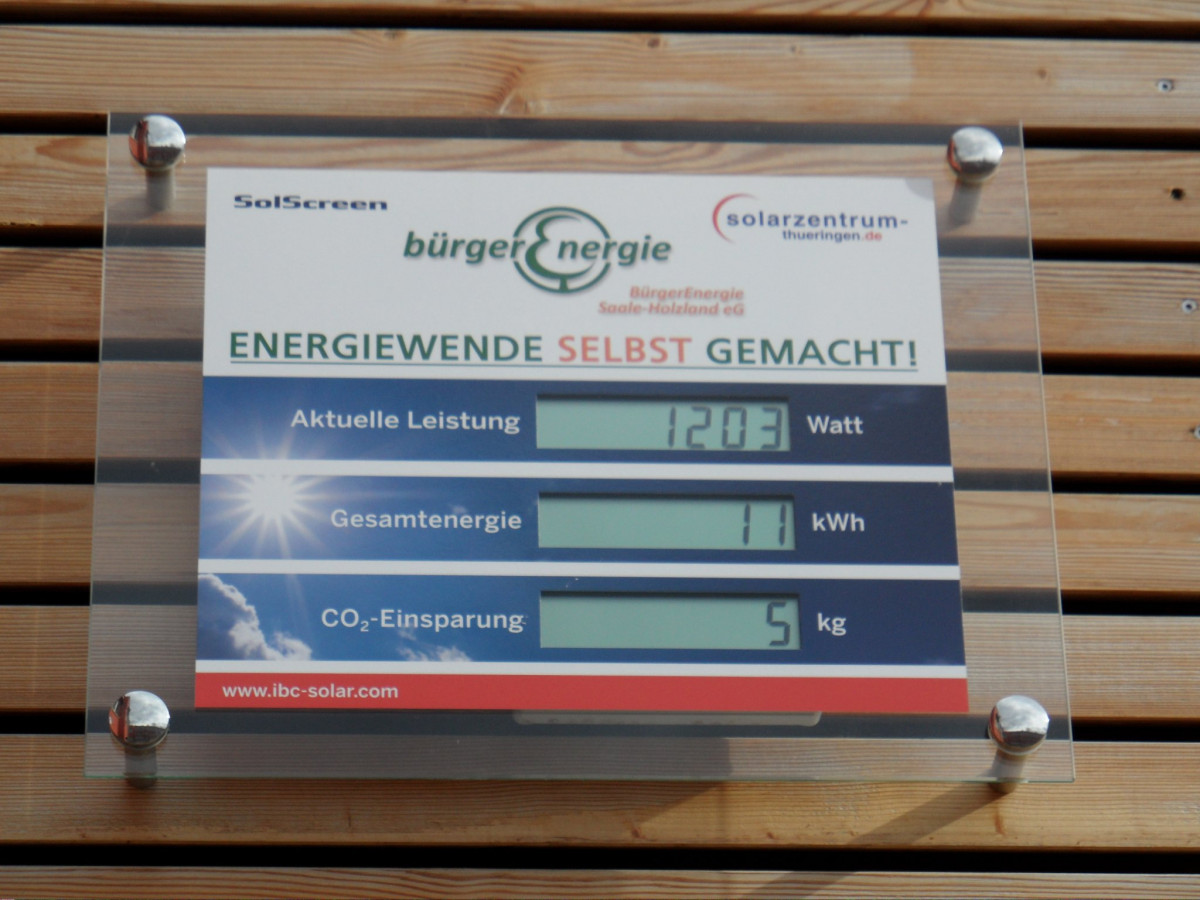 SolScreen
solarzentrum-
thueringen.de
bürgerEnergie
BürgerEnergie
Saale-Holzland eG
ENERGIEWENDE SELBST GEMACHT!
Aktuelle Leistung 1203 Watt
Gesamtenergie 11 kWh
CO₂-Einsparung 5 kg
www.ibc-solar.com